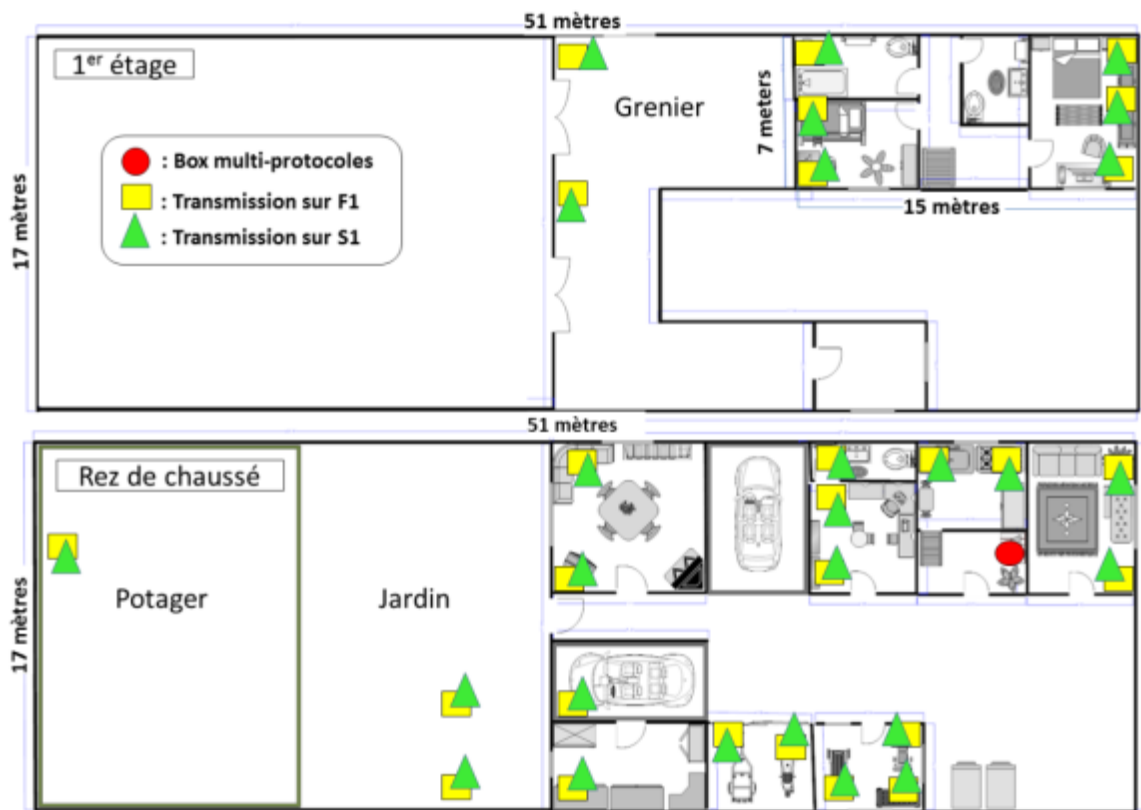 51 mètres
1er étage
Grenier
7 meters
: Box multi-protocoles
: Transmission sur F1
: Transmission sur S1
17 mètres
15 mètres
51 mètres
Rez de chaussé
Potager
Jardin
17 mètres